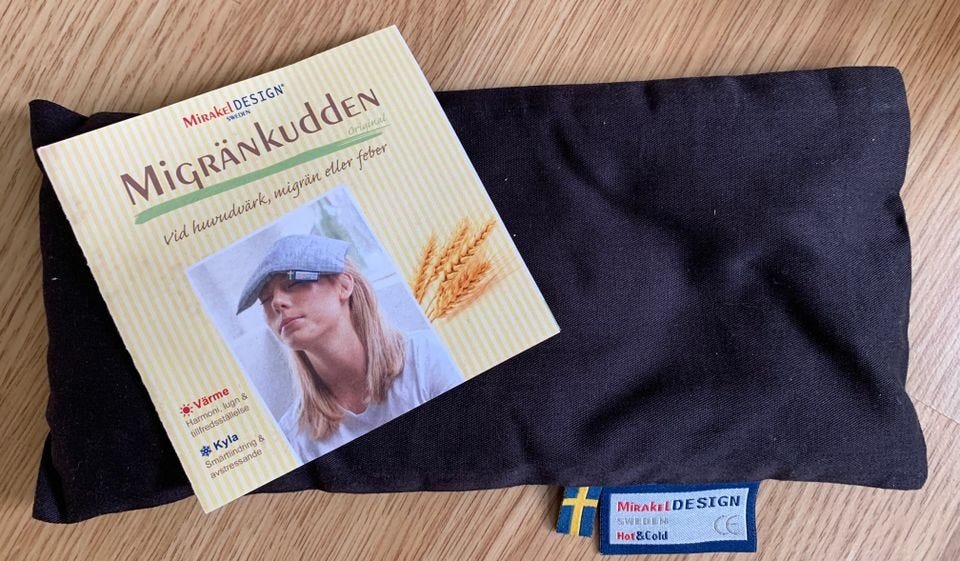 MirakelDESIGN®
SWEDEN
Migränkudden
Original
Vid huvudvärk, migrän eller feber
Värme
Harmoni, lugn &
tillfredsställelse
Kyla
Smärtlindring &
avstressande
MirakelDESIGN
SWEDEN CE
Hot&Cold